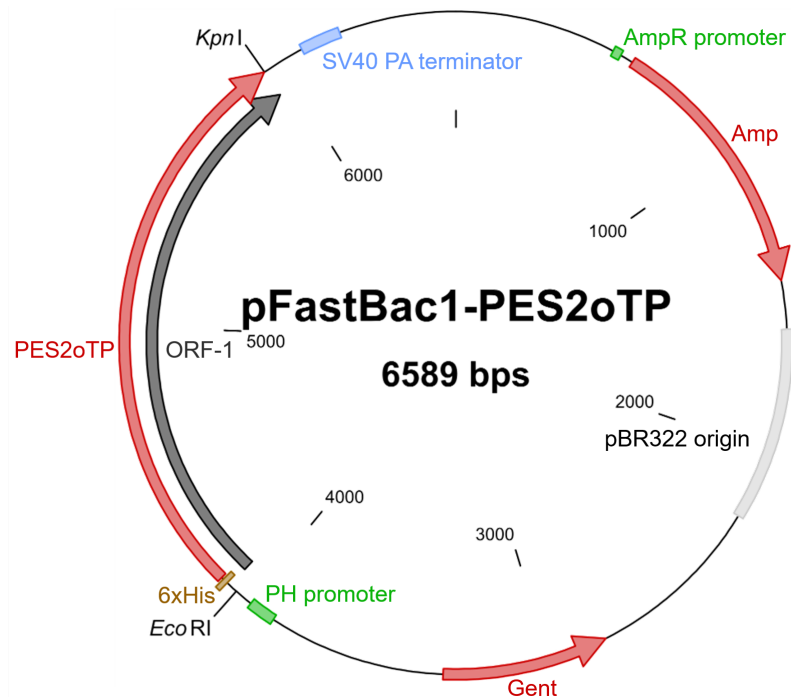 KpnI
SV40 PA terminator
AmpR promoter
Amp
6000
1000
pFastBac1-PES2oTP
6589 bps
PES2oTP
ORF-1
5000
2000
pBR322 origin
4000
3000
6xHis
PH promoter
EcoRI
Gent